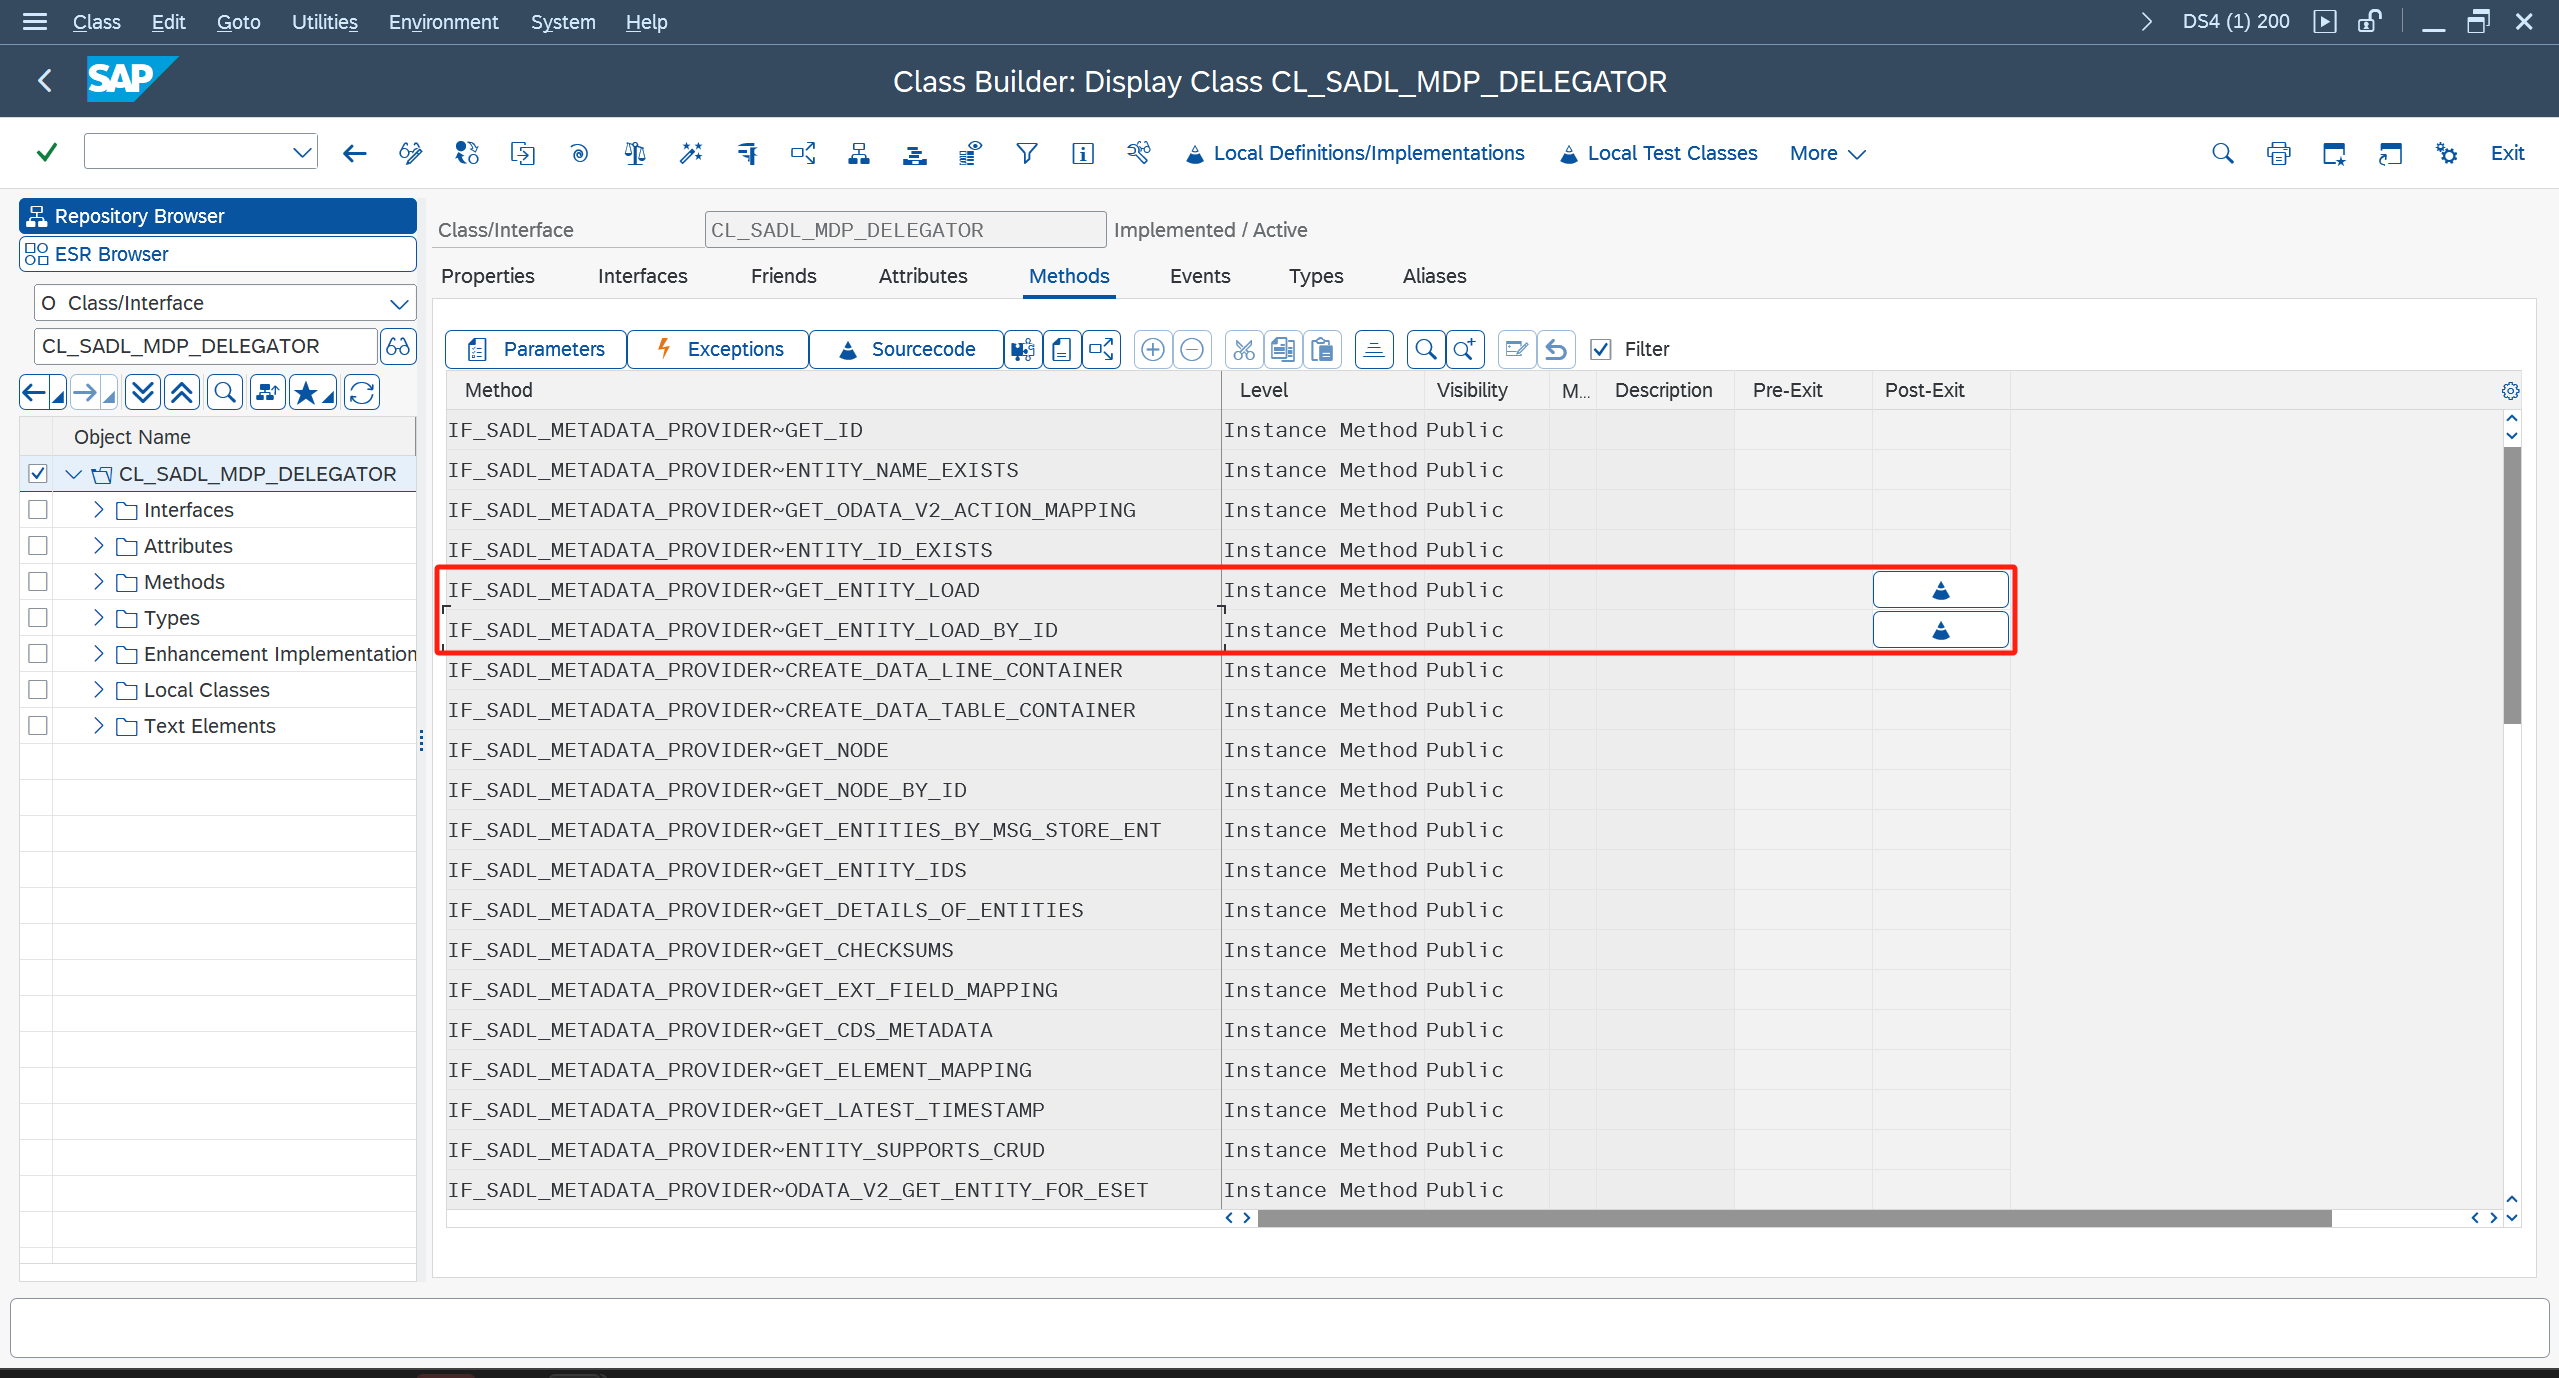 Class Edit Goto Utilities Environment System Help DS4 (1) 200
SAP Class Builder: Display Class CL_SADL_MDP_DELEGATOR
Local Definitions/Implementations Local Test Classes More Exit
Repository Browser
ESR Browser
O Class/Interface
CL_SADL_MDP_DELEGATOR
Object Name
CL_SADL_MDP_DELEGATOR
Interfaces
Attributes
Methods
Types
Enhancement Implementation
Local Classes
Text Elements
Class/Interface CL_SADL_MDP_DELEGATOR Implemented / Active
Properties Interfaces Friends Attributes Methods Events Types Aliases
Parameters Exceptions Sourcecode Filter
Method Level Visibility M... Description Pre-Exit Post-Exit
IF_SADL_METADATA_PROVIDER~GET_ID Instance Method Public
IF_SADL_METADATA_PROVIDER~ENTITY_NAME_EXISTS Instance Method Public
IF_SADL_METADATA_PROVIDER~GET_ODATA_V2_ACTION_MAPPING Instance Method Public
IF_SADL_METADATA_PROVIDER~ENTITY_ID_EXISTS Instance Method Public
IF_SADL_METADATA_PROVIDER~GET_ENTITY_LOAD Instance Method Public
IF_SADL_METADATA_PROVIDER~GET_ENTITY_LOAD_BY_ID Instance Method Public
IF_SADL_METADATA_PROVIDER~CREATE_DATA_LINE_CONTAINER Instance Method Public
IF_SADL_METADATA_PROVIDER~CREATE_DATA_TABLE_CONTAINER Instance Method Public
IF_SADL_METADATA_PROVIDER~GET_NODE Instance Method Public
IF_SADL_METADATA_PROVIDER~GET_NODE_BY_ID Instance Method Public
IF_SADL_METADATA_PROVIDER~GET_ENTITIES_BY_MSG_STORE_ENT Instance Method Public
IF_SADL_METADATA_PROVIDER~GET_ENTITY_IDS Instance Method Public
IF_SADL_METADATA_PROVIDER~GET_DETAILS_OF_ENTITIES Instance Method Public
IF_SADL_METADATA_PROVIDER~GET_CHECKSUMS Instance Method Public
IF_SADL_METADATA_PROVIDER~GET_EXT_FIELD_MAPPING Instance Method Public
IF_SADL_METADATA_PROVIDER~GET_CDS_METADATA Instance Method Public
IF_SADL_METADATA_PROVIDER~GET_ELEMENT_MAPPING Instance Method Public
IF_SADL_METADATA_PROVIDER~GET_LATEST_TIMESTAMP Instance Method Public
IF_SADL_METADATA_PROVIDER~ENTITY_SUPPORTS_CRUD Instance Method Public
IF_SADL_METADATA_PROVIDER~ODATA_V2_GET_ENTITY_FOR_ESET Instance Method Public